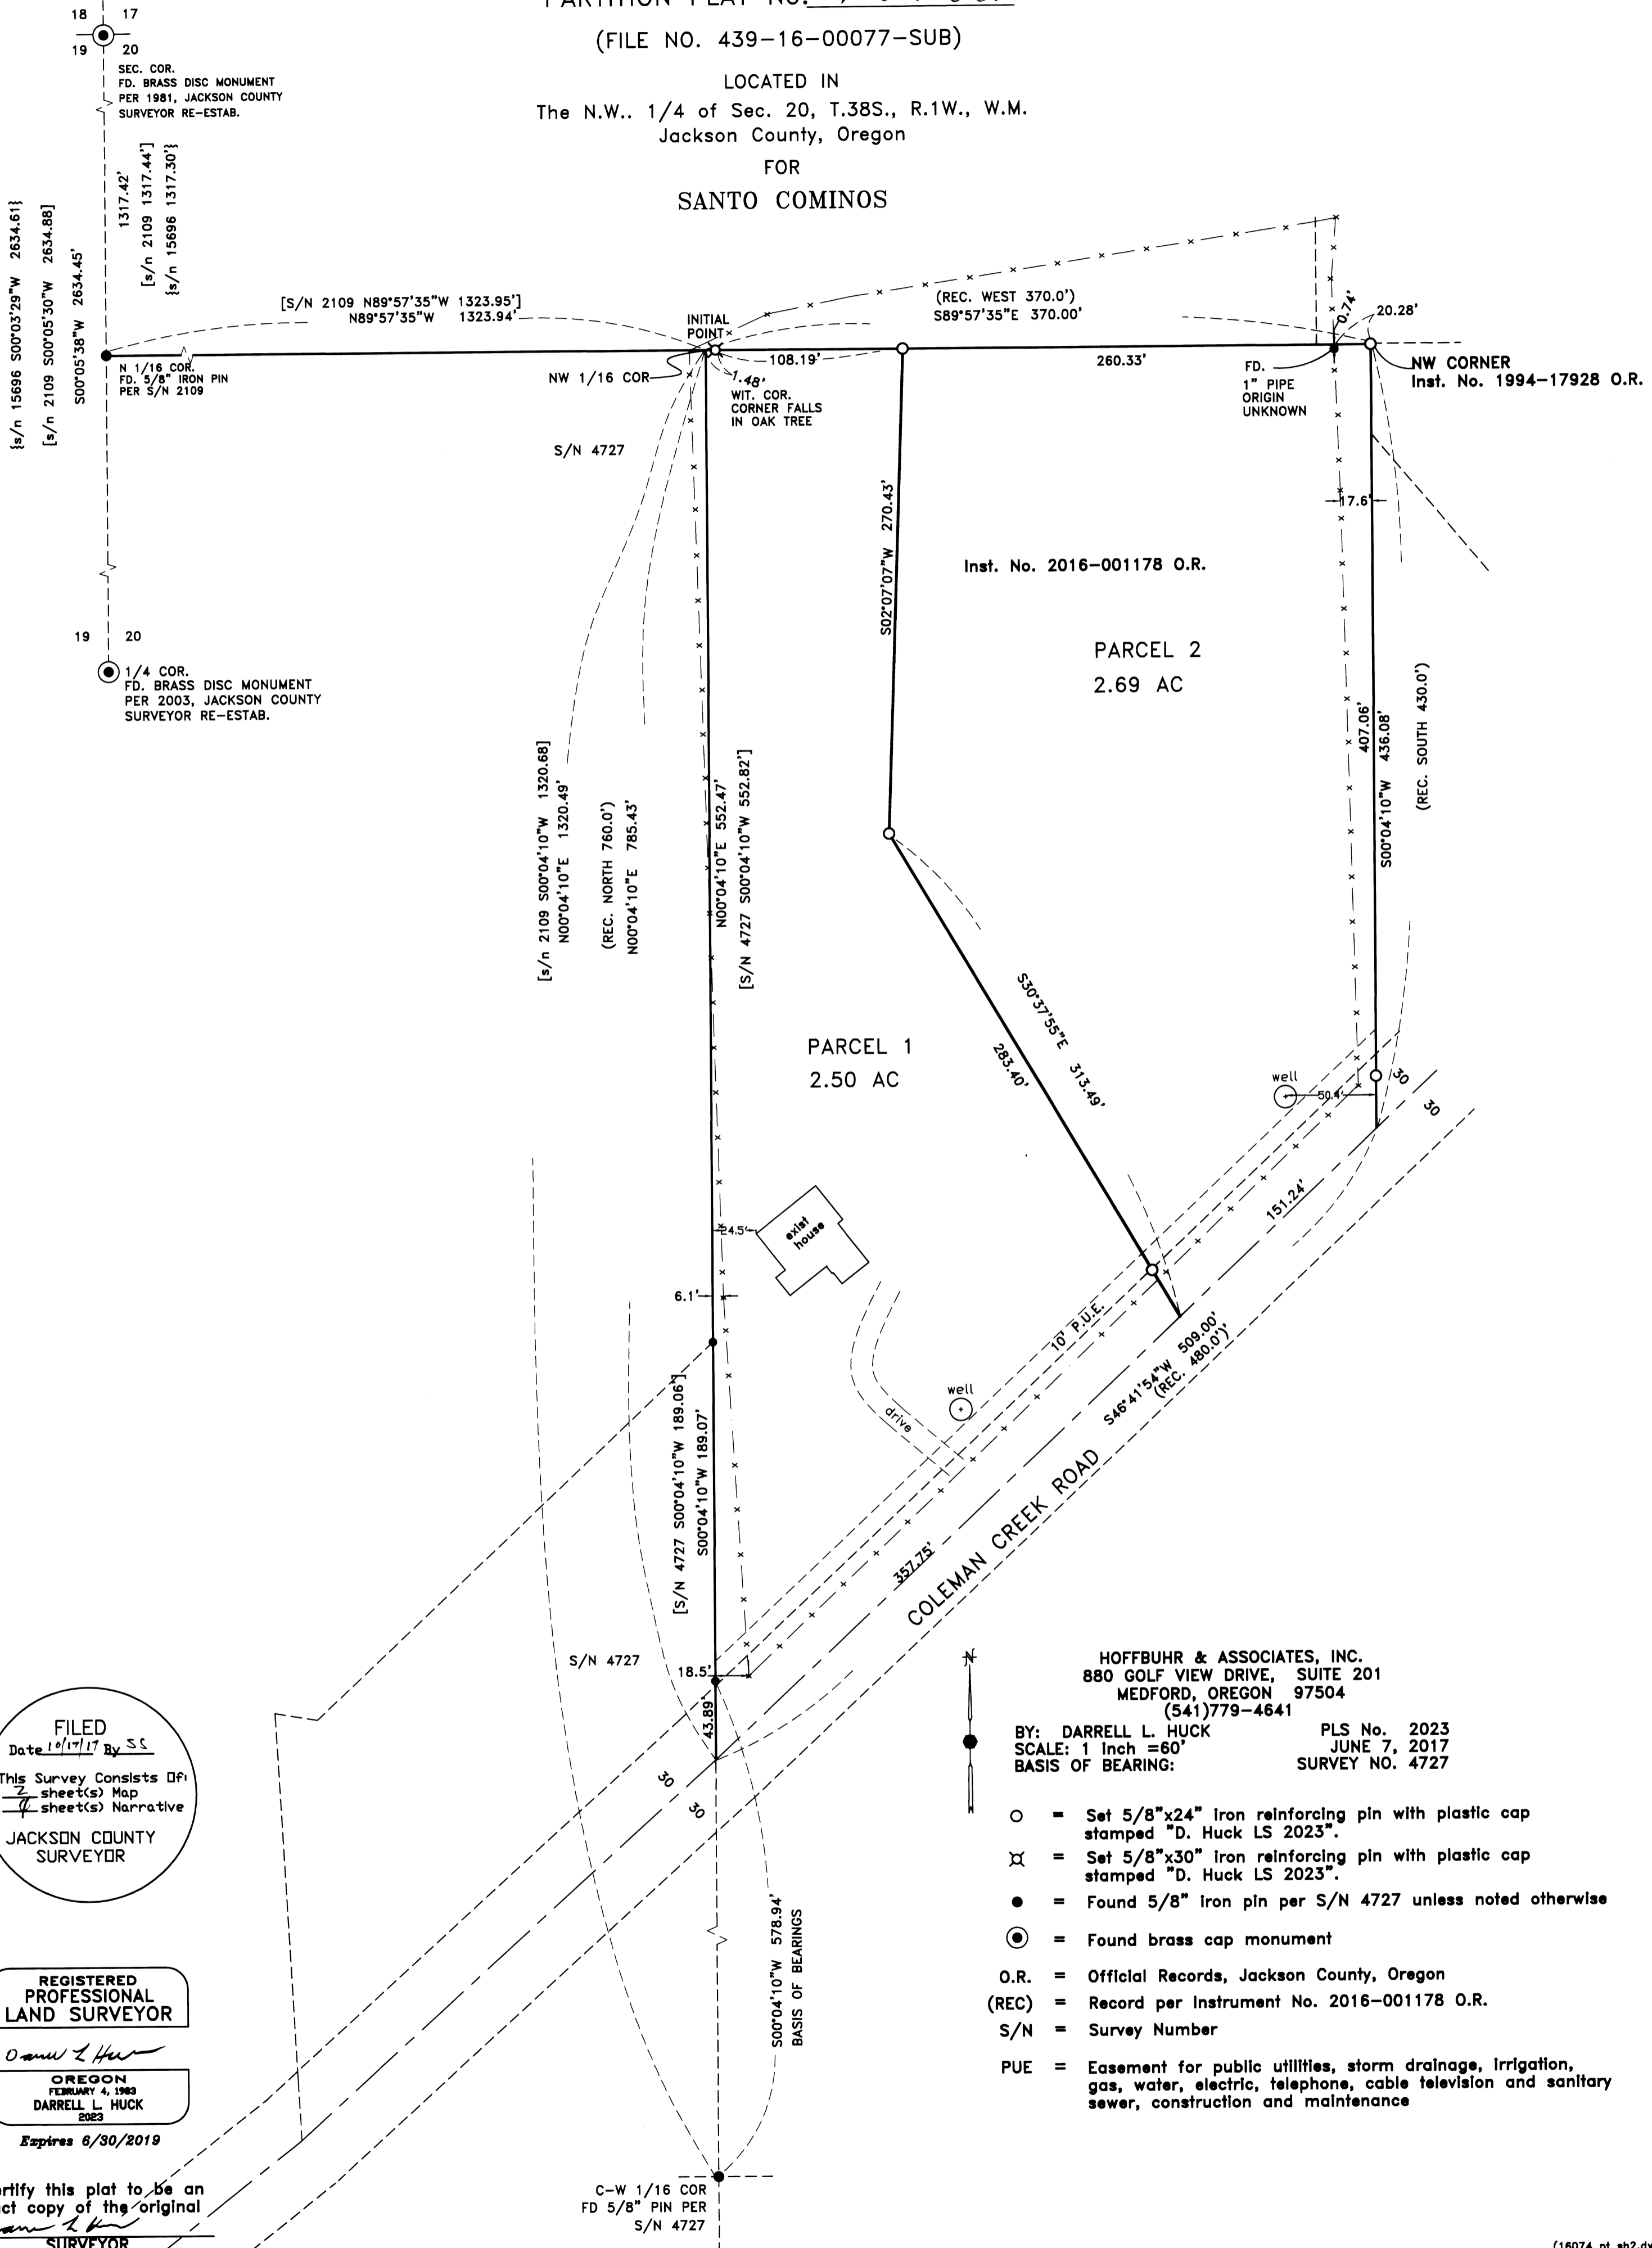 PARTITION PLAT NO.
(FILE NO. 439-16-00077-SUB)
LOCATED IN
The N.W.. 1/4 of Sec. 20, T.38S., R.1W., W.M.
Jackson County, Oregon
FOR
SANTO COMINOS
18 17
19 20
SEC. COR.
FD. BRASS DISC MONUMENT
PER 1981, JACKSON COUNTY
SURVEYOR RE-ESTAB.
1317.42'
[s/n 2109 1317.44']
{s/n 15696 1317.30'}
{s/n 15696 S00°03'29"W 2634.61}
[s/n 2109 S00°05'30"W 2634.88]
S00°05'38"W 2634.45'
[S/N 2109 N89°57'35"W 1323.95']
N89°57'35"W 1323.94'
N 1/16 COR.
FD. 5/8" IRON PIN
PER S/N 2109
INITIAL
POINT
NW 1/16 COR
1.48'
WIT. COR.
CORNER FALLS
IN OAK TREE
108.19'
(REC. WEST 370.0')
S89°57'35"E 370.00'
260.33'
0.74'
20.28'
FD.
1" PIPE
ORIGIN
UNKNOWN
NW CORNER
Inst. No. 1994-17928 O.R.
S/N 4727
S02°07'07"W 270.43'
17.6'
Inst. No. 2016-001178 O.R.
PARCEL 2
2.69 AC
19 20
1/4 COR.
FD. BRASS DISC MONUMENT
PER 2003, JACKSON COUNTY
SURVEYOR RE-ESTAB.
407.06'
S00°04'10"W 436.08'
(REC. SOUTH 430.0')
[s/n 2109 S00°04'10"W 1320.68]
N00°04'10"E 1320.49'
(REC. NORTH 760.0')
N00°04'10"E 785.43'
N00°04'10"E 552.47'
[S/N 4727 S00°04'10"W 552.82']
S30°37'55"E 313.49'
283.40'
PARCEL 1
2.50 AC
well
50.4'
30
30
151.24'
exist
house
24.5'
6.1'
10' P.U.E.
S46°41'54"W 509.00'
(REC. 480.0')'
well
drive
[S/N 4727 S00°04'10"W 189.06']
S00°04'10"W 189.07'
357.75'
COLEMAN CREEK ROAD
S/N 4727
18.5'
43.89'
30
30
S00°04'10"W 578.94'
BASIS OF BEARINGS
C-W 1/16 COR
FD 5/8" PIN PER
S/N 4727
N
HOFFBUHR & ASSOCIATES, INC.
880 GOLF VIEW DRIVE, SUITE 201
MEDFORD, OREGON 97504
(541)779-4641
BY: DARRELL L. HUCK PLS No. 2023
SCALE: 1 inch =60' JUNE 7, 2017
BASIS OF BEARING: SURVEY NO. 4727
= Set 5/8"x24" iron reinforcing pin with plastic cap
stamped "D. Huck LS 2023".
= Set 5/8"x30" iron reinforcing pin with plastic cap
stamped "D. Huck LS 2023".
= Found 5/8" iron pin per S/N 4727 unless noted otherwise
= Found brass cap monument
O.R. = Official Records, Jackson County, Oregon
(REC) = Record per Instrument No. 2016-001178 O.R.
S/N = Survey Number
PUE = Easement for public utilities, storm drainage, irrigation,
gas, water, electric, telephone, cable television and sanitary
sewer, construction and maintenance
FILED
Date 10/17/17 By SS
This Survey Consists Of:
2 sheet(s) Map
sheet(s) Narrative
JACKSON COUNTY
SURVEYOR
REGISTERED
PROFESSIONAL
LAND SURVEYOR
OREGON
FEBRUARY 4, 1983
DARRELL L. HUCK
2023
Expires 6/30/2019
rtify this plat to be an
ct copy of the original
SURVEYOR